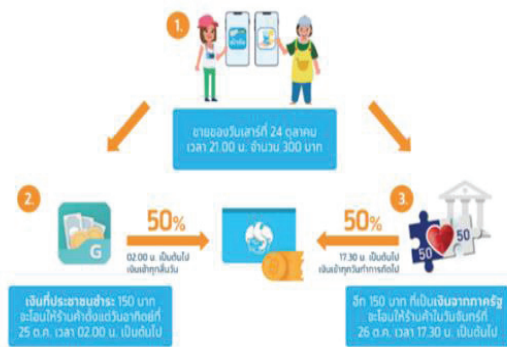 1.
เป๋าตัง
ขายของวันเสาร์ที่ 24 ตุลาคม
เวลา 21.00 น. จำนวน 300 บาท
2.
G
50%
02.00 น. เป็นต้นไป
เงินเข้าทุกสิ้นวัน
50%
17.30 น. เป็นต้นไป
เงินเข้าทุกวันทำการถัดไป
3.
50
50
เงินที่ประชาชนชำระ 150 บาท
จะโอนให้ร้านค้าตั้งแต่วันอาทิตย์ที่
25 ต.ค. เวลา 02.00 น. เป็นต้นไป
อีก 150 บาท ที่เป็นเงินจากภาครัฐ
จะโอนให้ร้านค้าในวันจันทร์ที่
26 ต.ค. เวลา 17.30 น. เป็นต้นไป